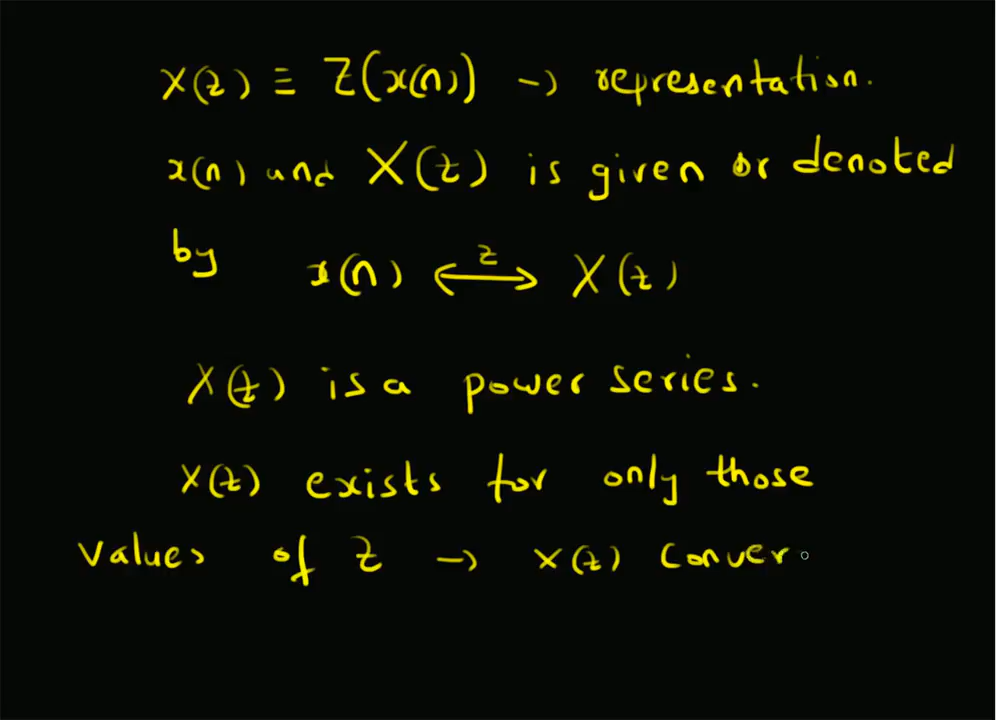 X(z) ≡ Z(x(n)) → representation.
x(n) and X(z) is given or denoted
by x(n) ⟷ᶻ X(z)
X(z) is a power series.
X(z) exists for only those
values of z → X(z) conver